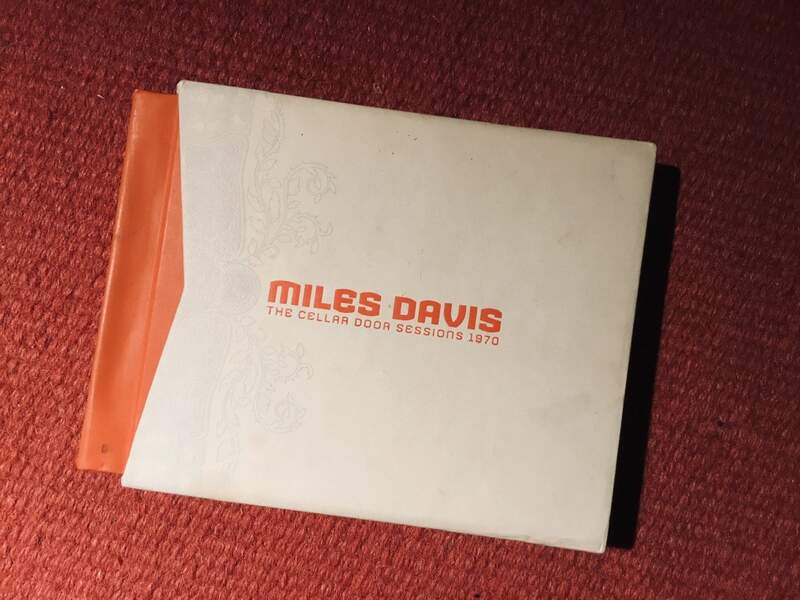 MILES DAVIS
THE CELLAR DOOR SESSIONS 1970